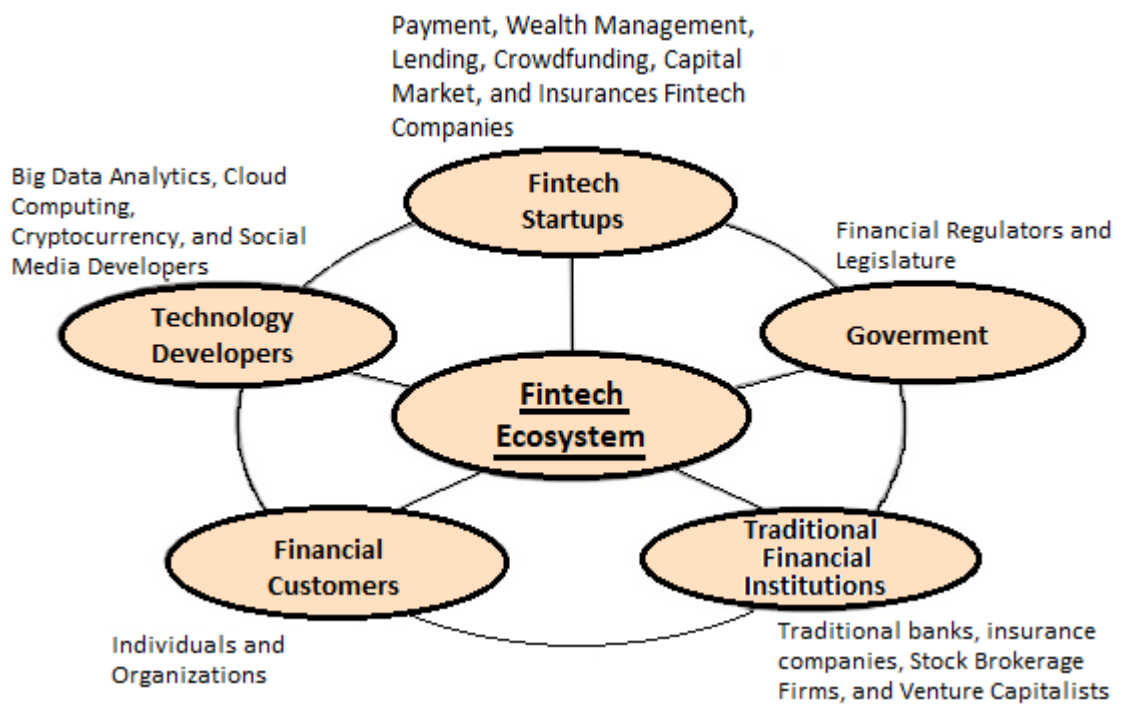 Payment, Wealth Management,
Lending, Crowdfunding, Capital
Market, and Insurances Fintech
Companies
Fintech
Startups
Big Data Analytics, Cloud
Computing,
Cryptocurrency, and Social
Media Developers
Technology
Developers
Financial Regulators and
Legislature
Goverment
Fintech
Ecosystem
Financial
Customers
Individuals and
Organizations
Traditional
Financial
Institutions
Traditional banks, insurance
companies, Stock Brokerage
Firms, and Venture Capitalists